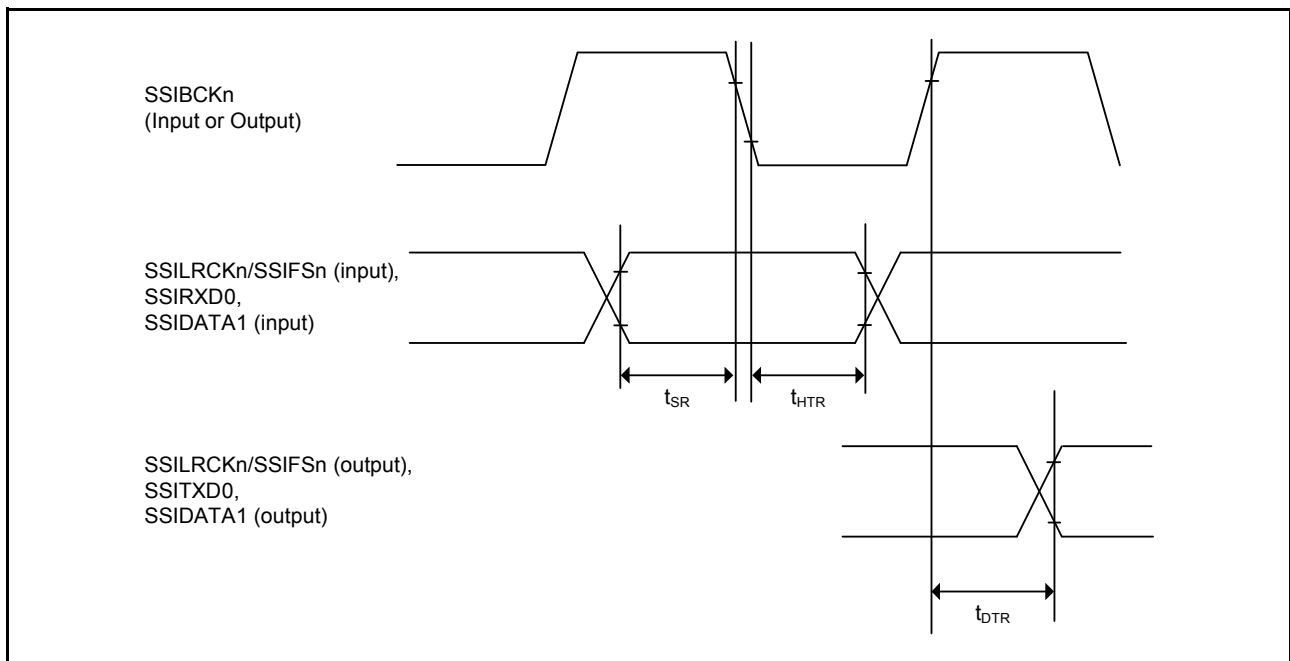 SSIBCKn
(Input or Output)
SSILRCKn/SSIFSn (input),
SSIRXD0,
SSIDATA1 (input)
tSR
tHTR
SSILRCKn/SSIFSn (output),
SSITXD0,
SSIDATA1 (output)
tDTR